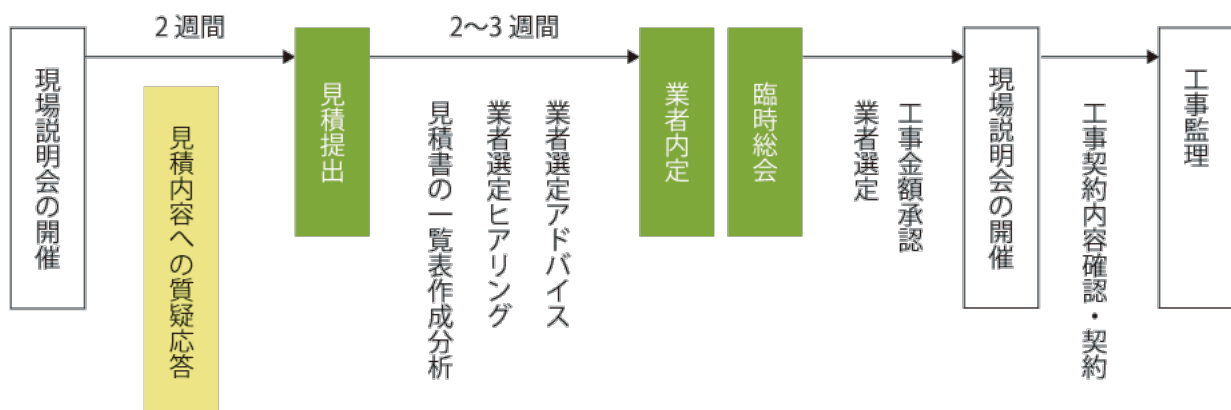 現場説明会の開催
2 週間
見積内容への質疑応答
見積提出
2〜3 週間
見積書の一覧表作成分析
業者選定ヒアリング
業者選定アドバイス
業者内定
臨時総会
業者選定
工事金額承認
現場説明会の開催
工事契約内容確認・契約
工事監理